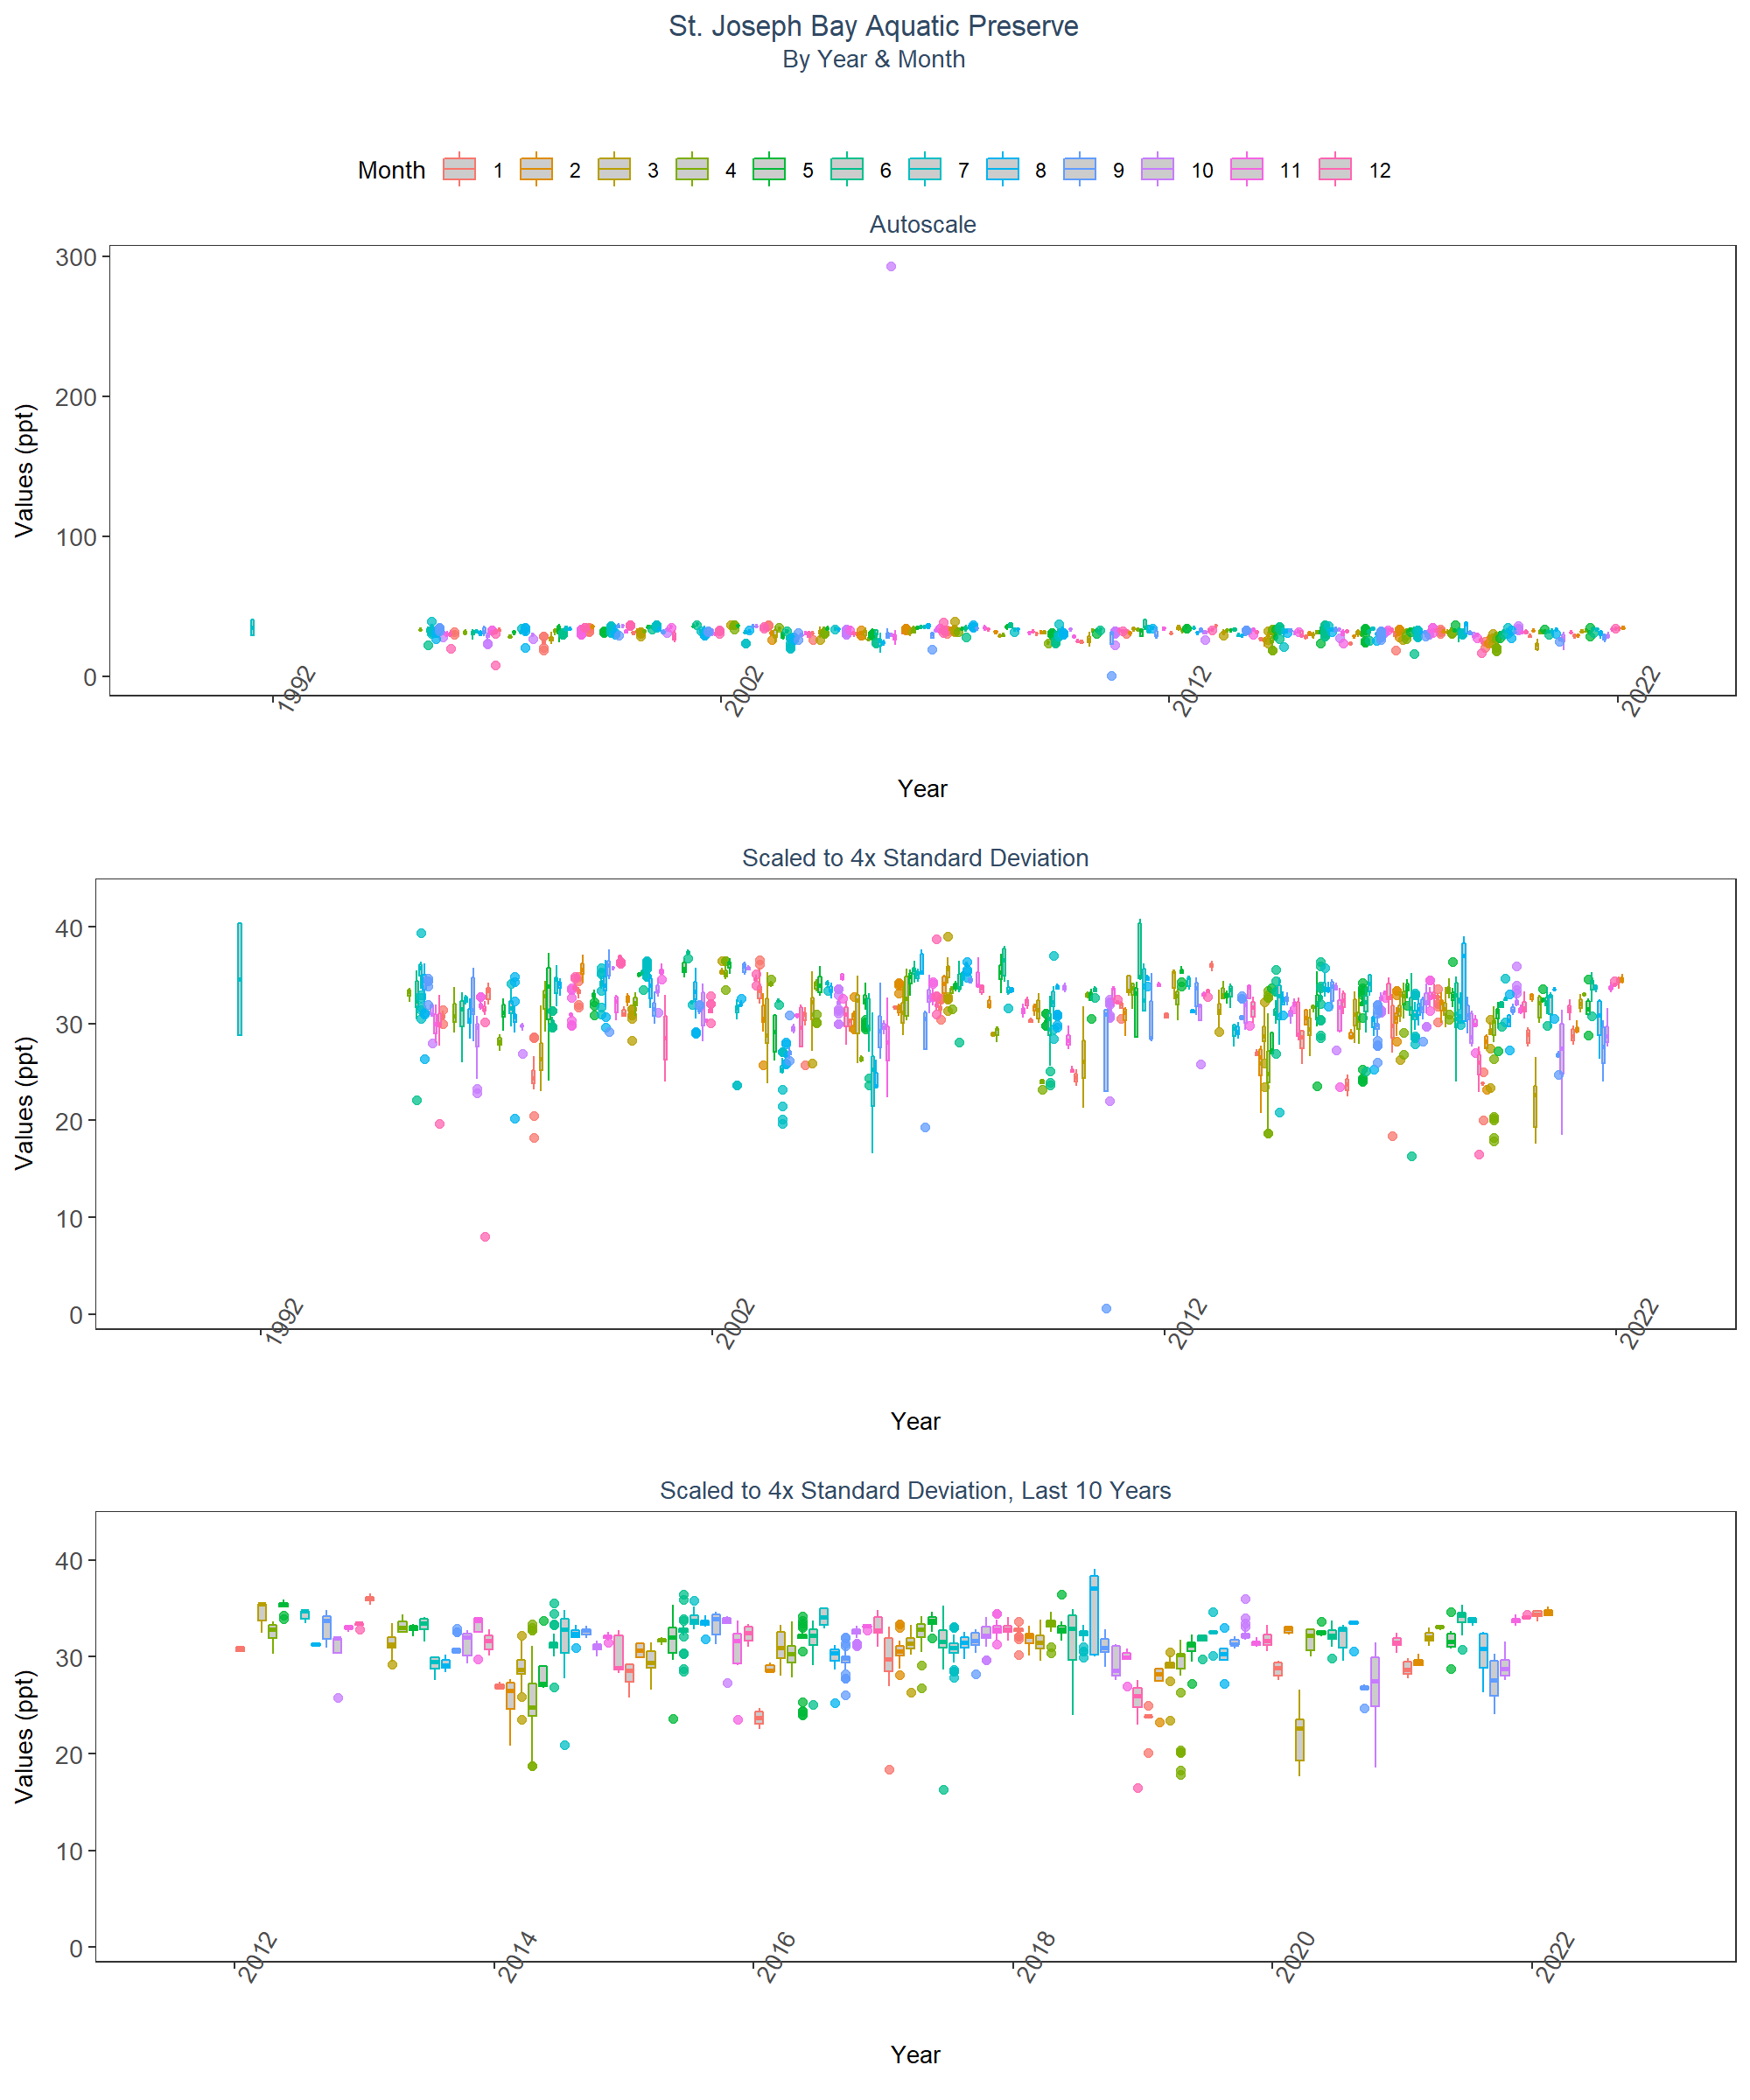 St. Joseph Bay Aquatic Preserve
By Year & Month
Month 1 2 3 4 5 6 7 8 9 10 11 12
Autoscale
300
200
100
0
Values (ppt)
1992 2002 2012 2022
Year
Scaled to 4x Standard Deviation
40
30
20
10
0
Values (ppt)
1992 2002 2012 2022
Year
Scaled to 4x Standard Deviation, Last 10 Years
40
30
20
10
0
Values (ppt)
2012 2014 2016 2018 2020 2022
Year